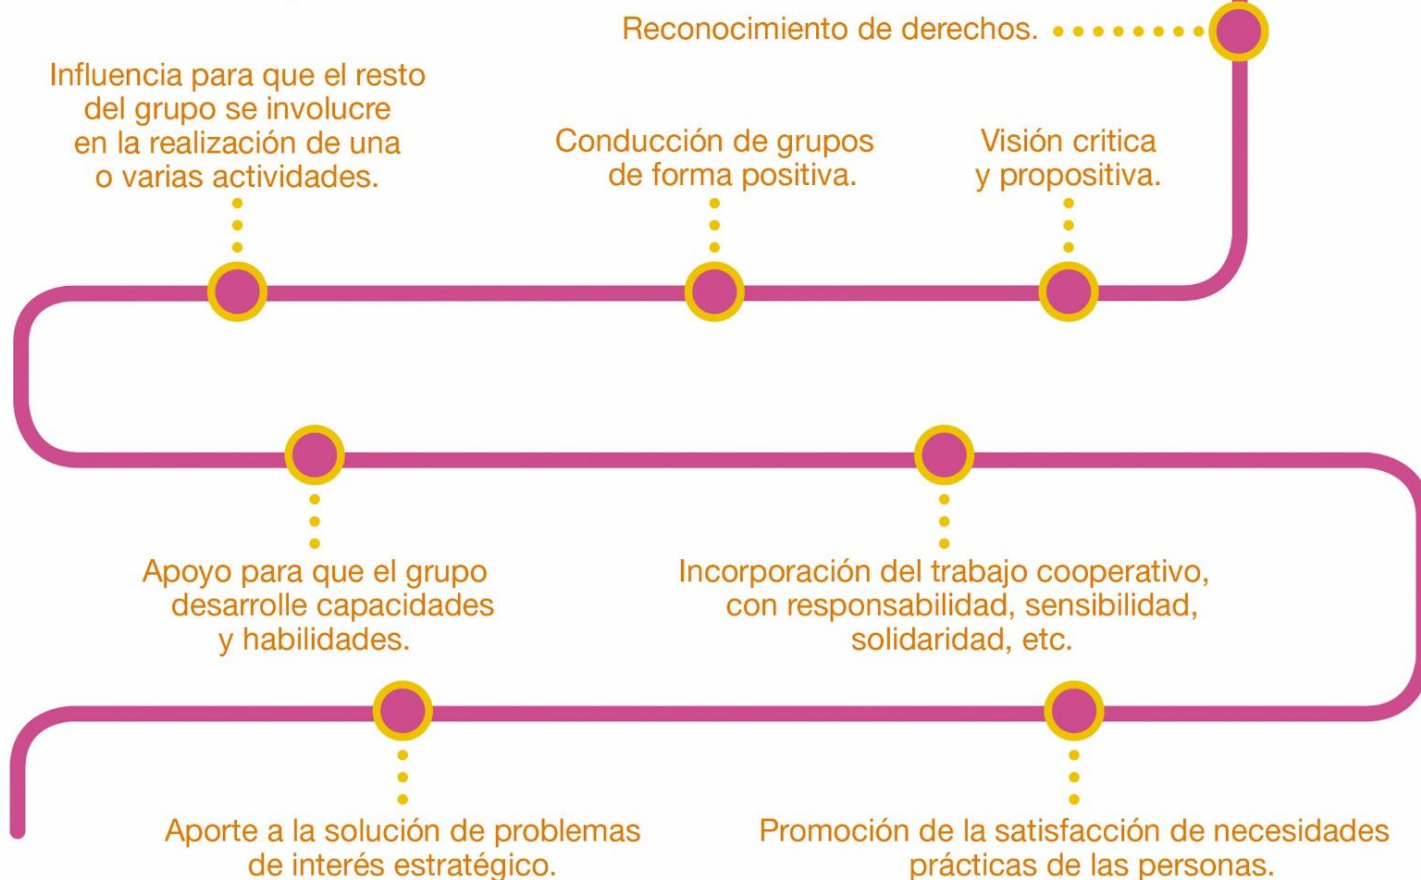 Reconocimiento de derechos.
Influencia para que el resto
del grupo se involucre
en la realización de una
o varias actividades.
Conducción de grupos
de forma positiva.
Visión critica
y propositiva.
Apoyo para que el grupo
desarrolle capacidades
y habilidades.
Incorporación del trabajo cooperativo,
con responsabilidad, sensibilidad,
solidaridad, etc.
Aporte a la solución de problemas
de interés estratégico.
Promoción de la satisfacción de necesidades
prácticas de las personas.